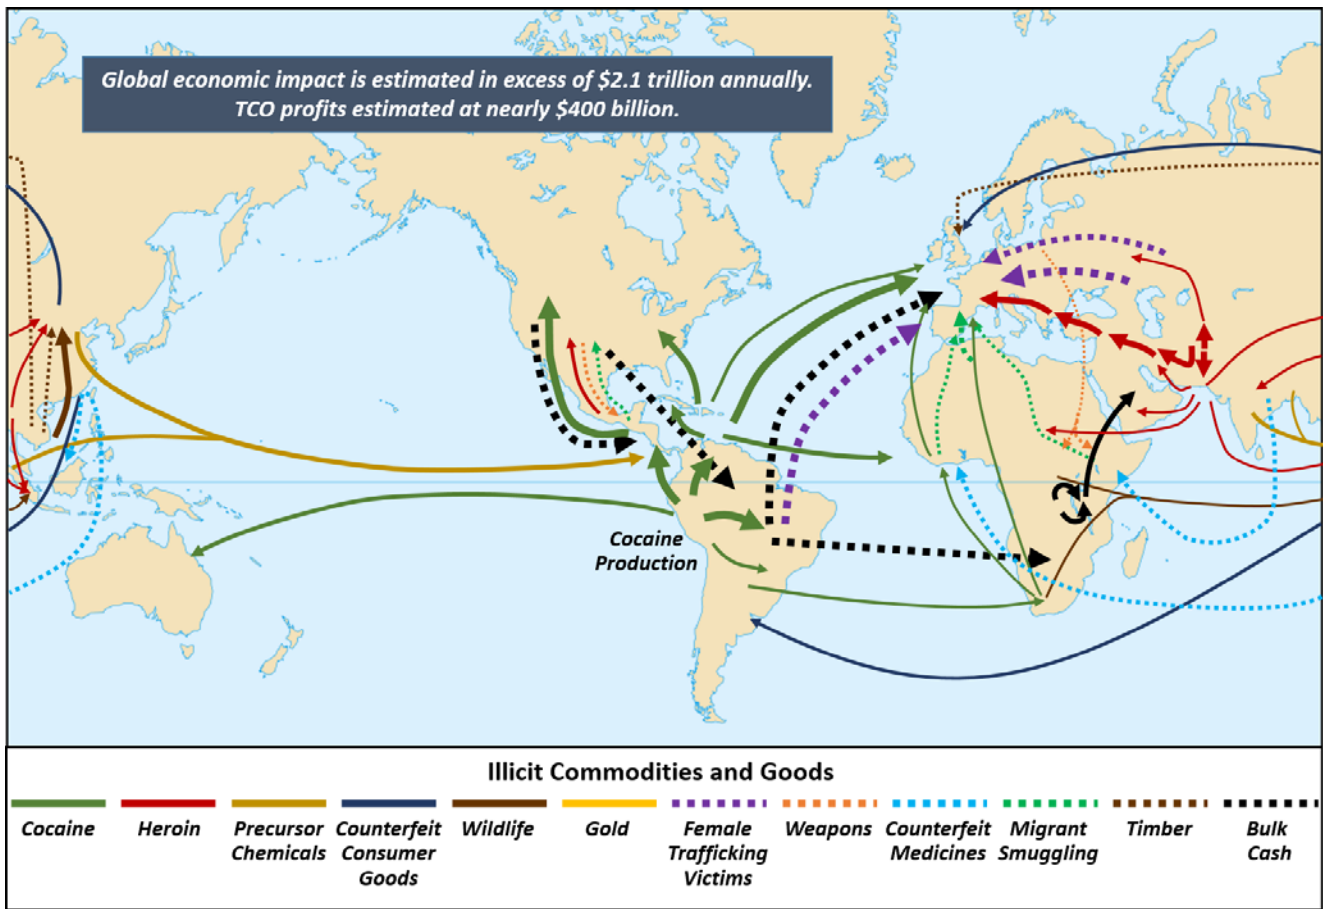 Global economic impact is estimated in excess of $2.1 trillion annually.
TCO profits estimated at nearly $400 billion.
Cocaine
Production
Illicit Commodities and Goods
Cocaine
Heroin
Precursor
Chemicals
Counterfeit
Consumer
Goods
Wildlife
Gold
Female
Trafficking
Victims
Weapons
Counterfeit
Medicines
Migrant
Smuggling
Timber
Bulk
Cash